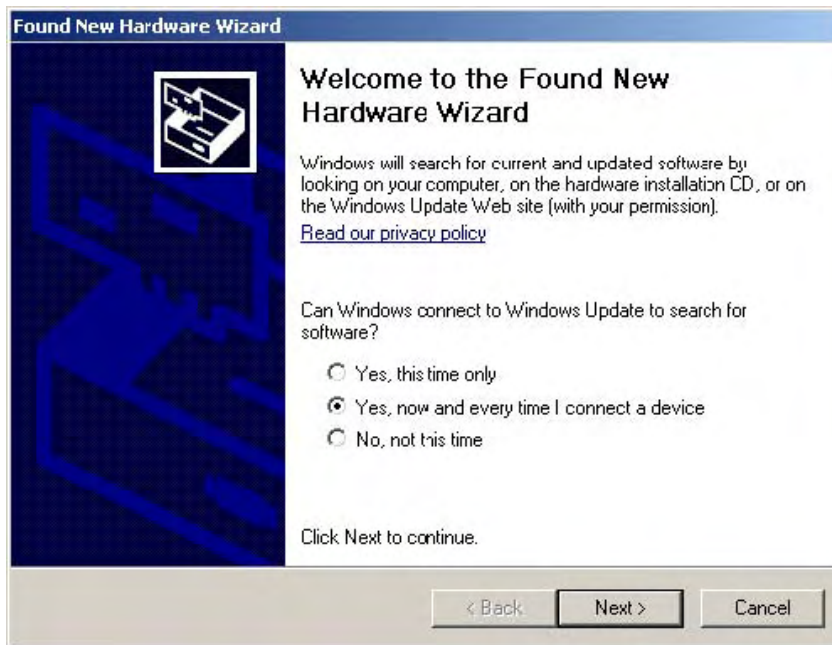 Found New Hardware Wizard
Welcome to the Found New
Hardware Wizard
Windows will search for current and updated software by
looking on your computer, on the hardware installation CD, or on
the Windows Update Web site (with your permission).
Read our privacy policy
Can Windows connect to Windows Update to search for
software?
Yes, this time only
Yes, now and every time I connect a device
No, not this time
Click Next to continue.
< Back
Next >
Cancel